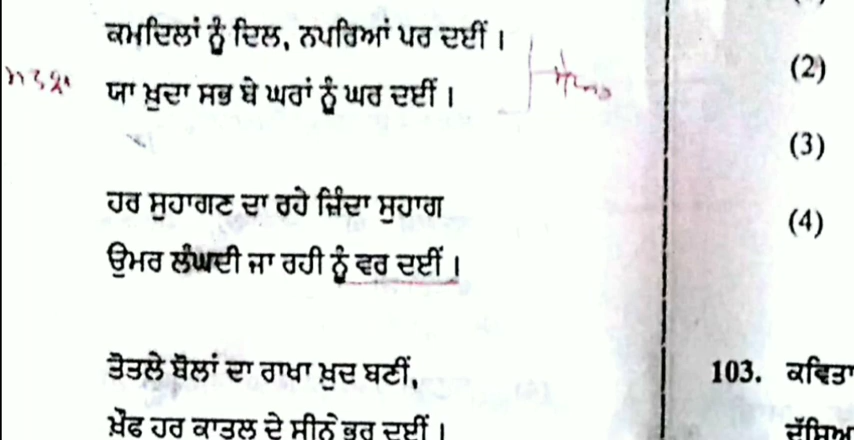 ਕਮਦਿਲਾਂ ਨੂੰ ਦਿਲ, ਨਪਰਿਆਂ ਪਰ ਦਈਂ ।
ਯਾ ਖ਼ੁਦਾ ਸਭ ਬੇ ਘਰਾਂ ਨੂੰ ਘਰ ਦਈਂ ।
ਹਰ ਸੁਹਾਗਣ ਦਾ ਰਹੇ ਜ਼ਿੰਦਾ ਸੁਹਾਗ
ਉਮਰ ਲੰਘਦੀ ਜਾ ਰਹੀ ਨੂੰ ਵਰ ਦਈਂ ।
ਤੋਤਲੇ ਬੋਲਾਂ ਦਾ ਰਾਖਾ ਖ਼ੁਦ ਬਣੀਂ,
ਖ਼ੌਫ ਹਰ ਕਾਤਲ ਦੇ ਸੀਨੇ ਭਰ ਦਈਂ ।
(2)
(3)
(4)
103. ਕਵਿਤਾ